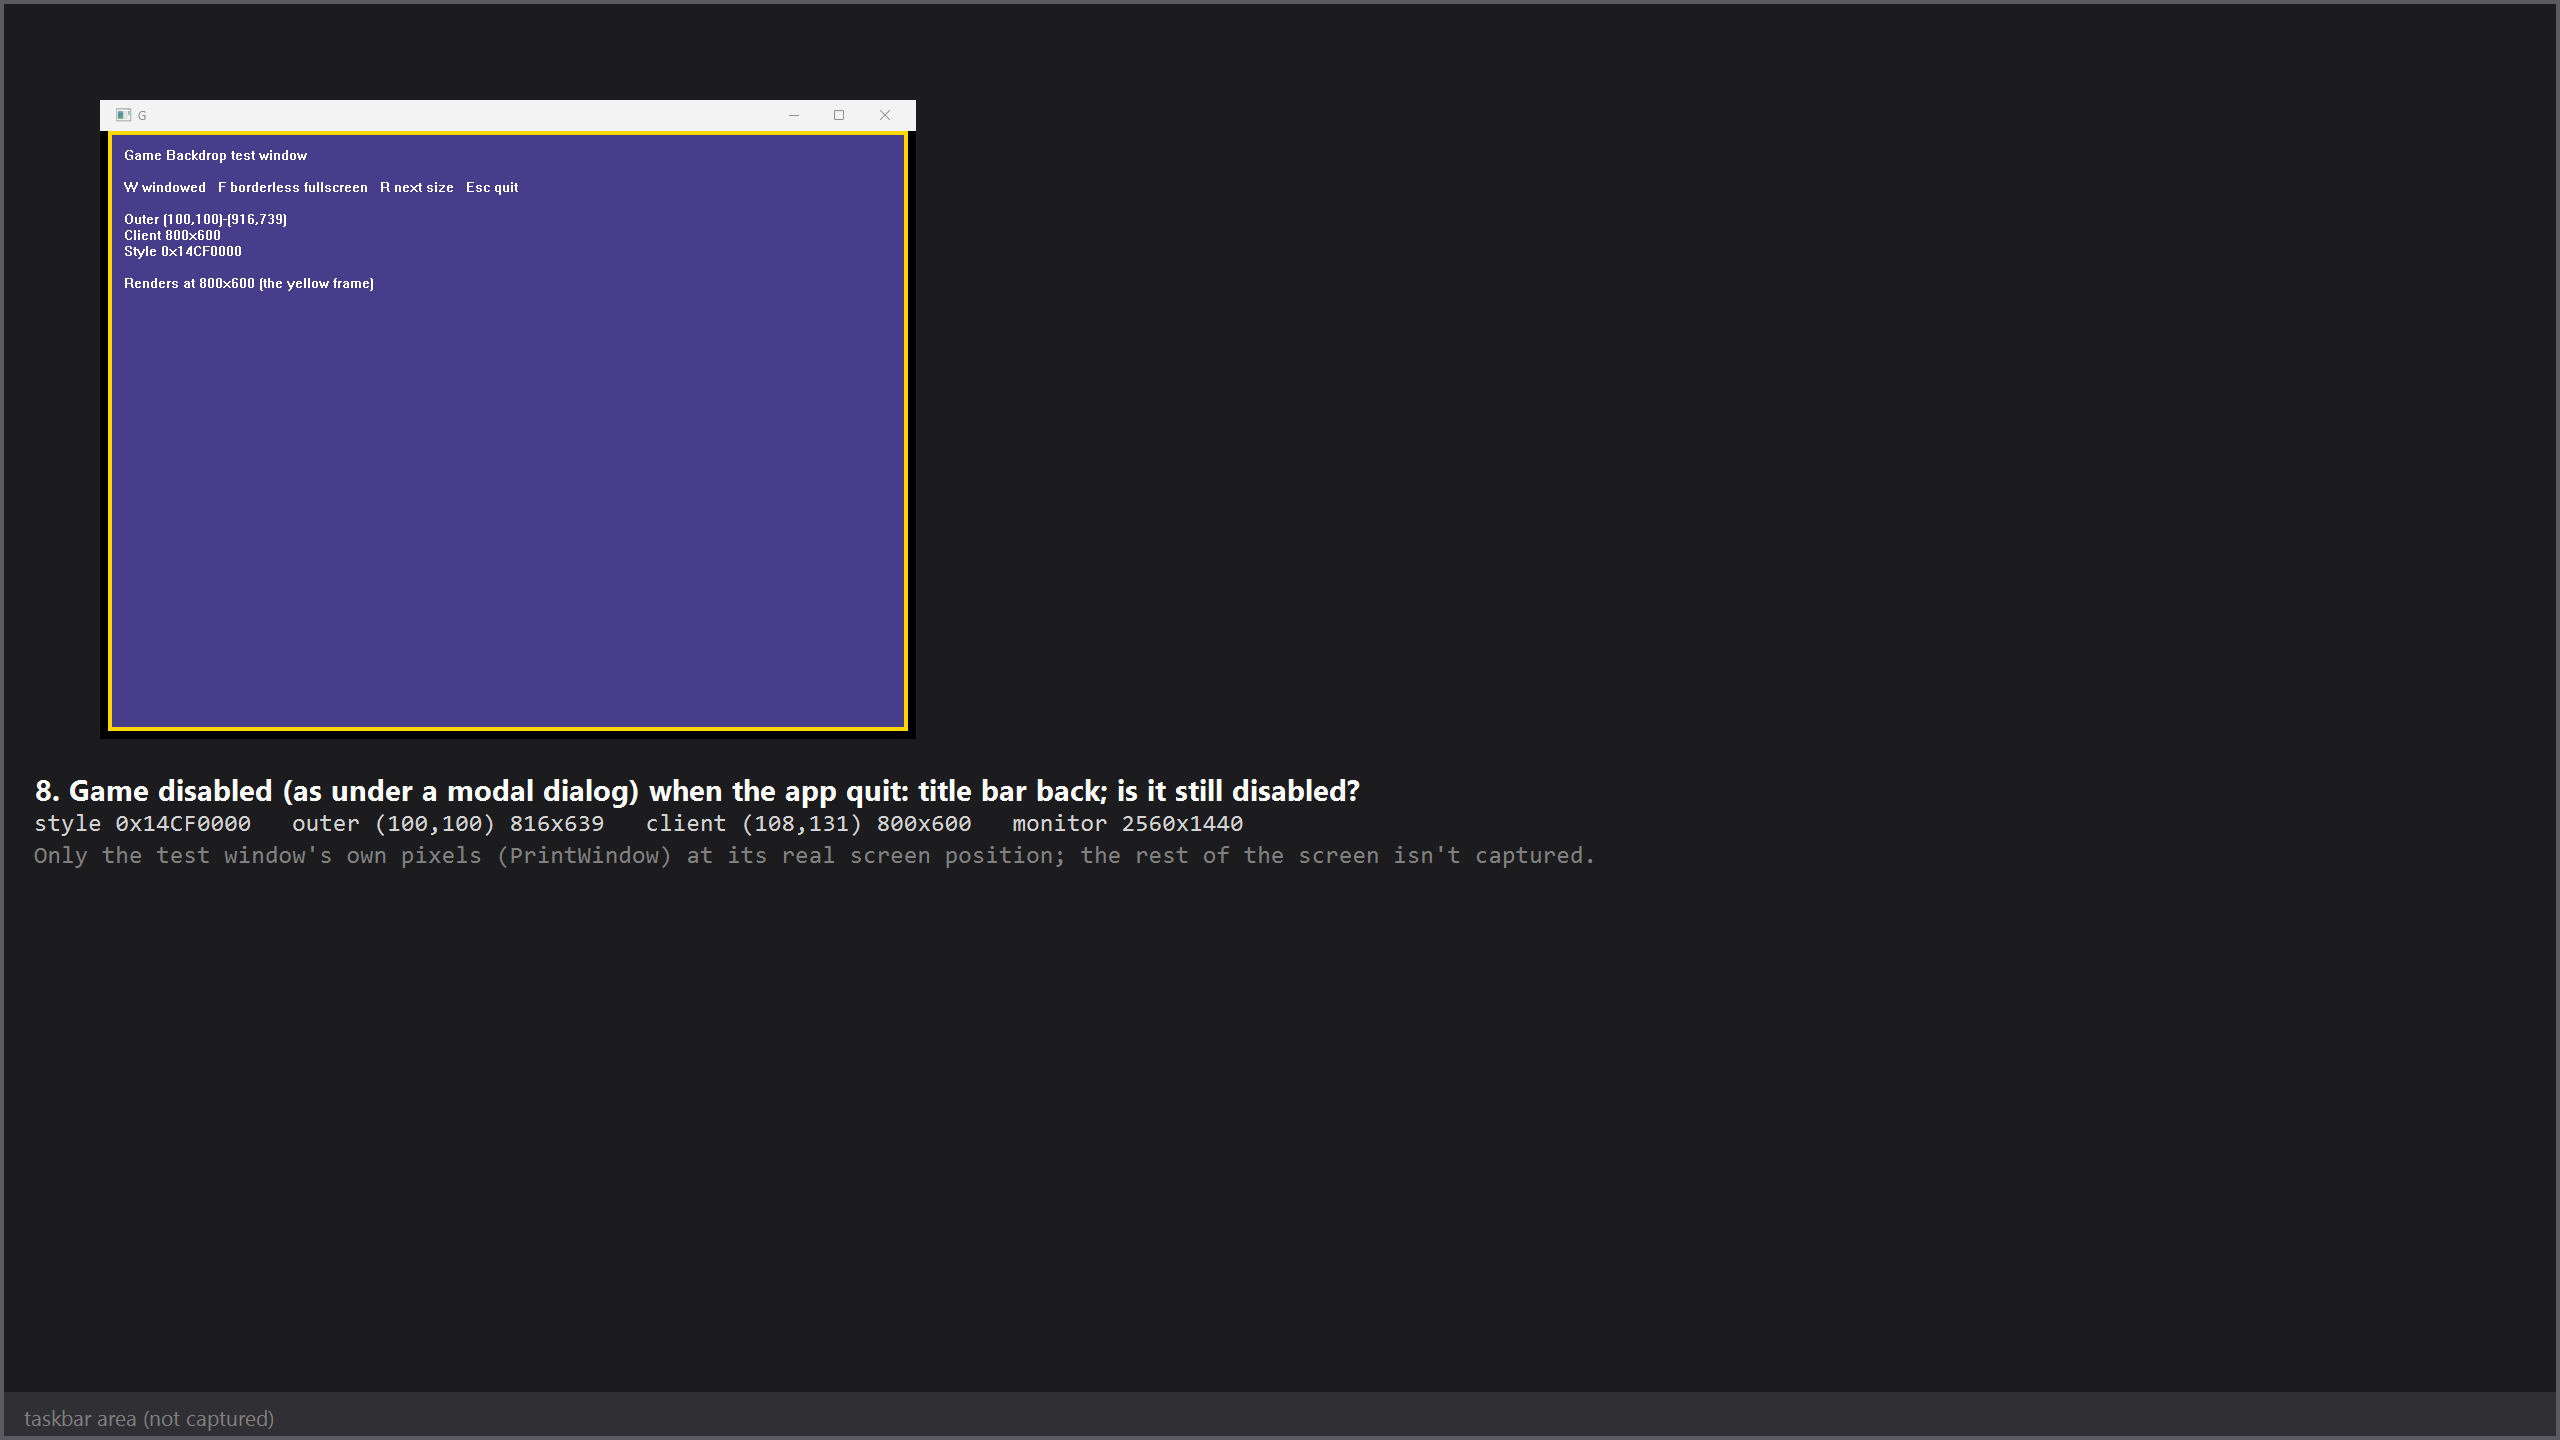 G
Game Backdrop test window
W windowed   F borderless fullscreen   R next size   Esc quit
Outer (100,100)-(916,739)
Client 800x600
Style 0x14CF0000
Renders at 800x600 (the yellow frame)
8. Game disabled (as under a modal dialog) when the app quit: title bar back; is it still disabled?
style 0x14CF0000   outer (100,100) 816x639   client (108,131) 800x600   monitor 2560x1440
Only the test window's own pixels (PrintWindow) at its real screen position; the rest of the screen isn't captured.
taskbar area (not captured)